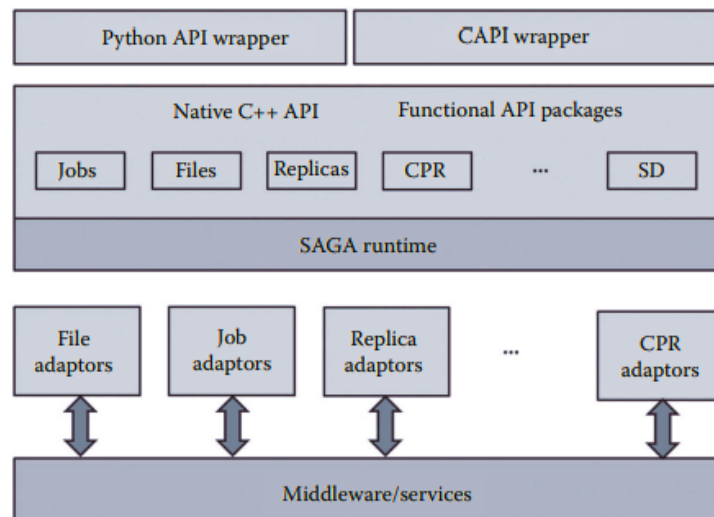 Python API wrapper
CAPI wrapper
Native C++ API
Functional API packages
Jobs
Files
Replicas
CPR
...
SD
SAGA runtime
File
adaptors
Job
adaptors
Replica
adaptors
...
CPR
adaptors
Middleware/services